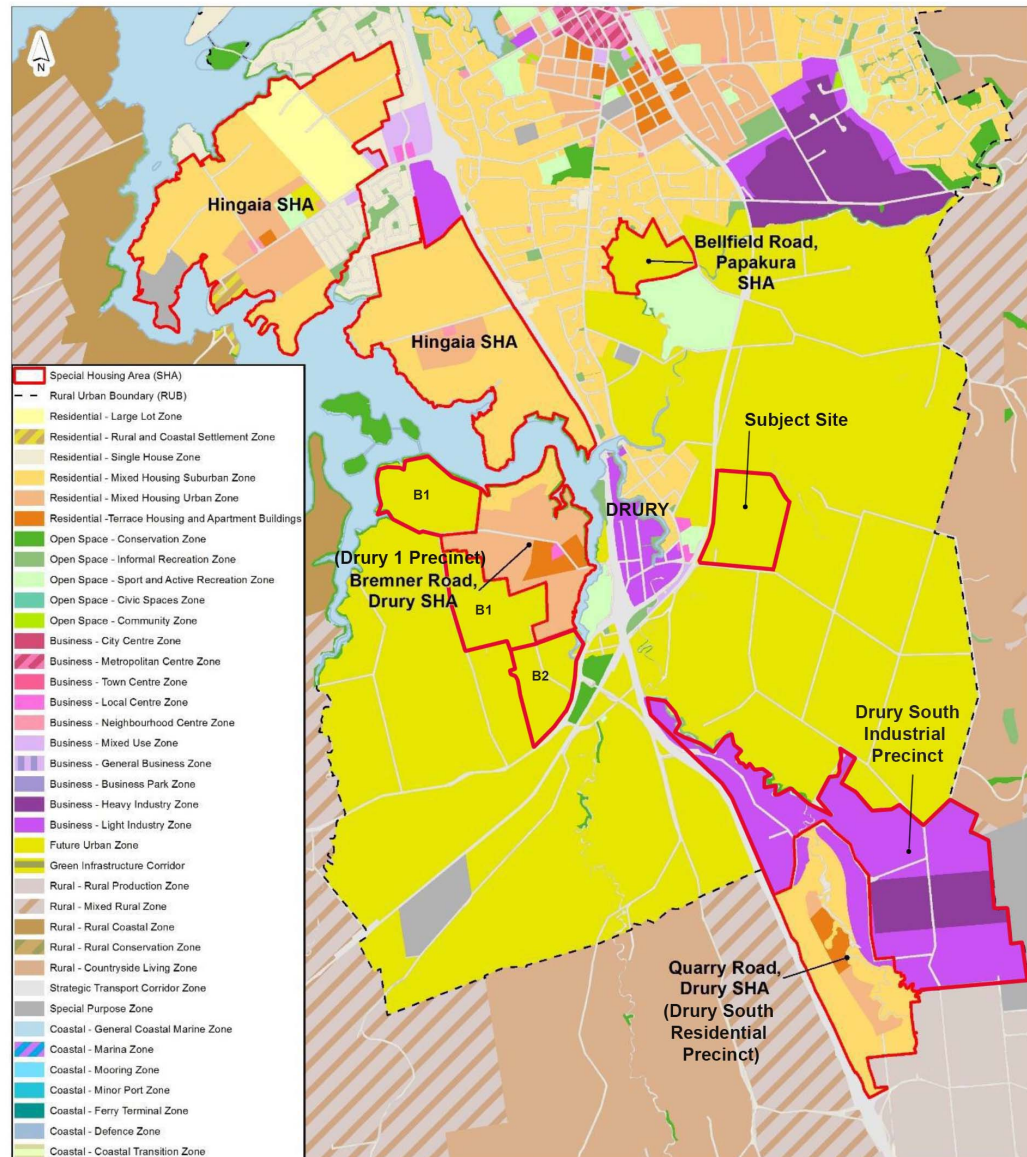 N
Hingaia SHA
Bellfield Road,
Papakura
SHA
Hingaia SHA
Subject Site
B1
DRURY
(Drury 1 Precinct)
Bremner Road,
Drury SHA
B1
B2
Drury South
Industrial
Precinct
Quarry Road,
Drury SHA
(Drury South
Residential
Precinct)
Special Housing Area (SHA)
Rural Urban Boundary (RUB)
Residential - Large Lot Zone
Residential - Rural and Coastal Settlement Zone
Residential - Single House Zone
Residential - Mixed Housing Suburban Zone
Residential - Mixed Housing Urban Zone
Residential -Terrace Housing and Apartment Buildings
Open Space - Conservation Zone
Open Space - Informal Recreation Zone
Open Space - Sport and Active Recreation Zone
Open Space - Civic Spaces Zone
Open Space - Community Zone
Business - City Centre Zone
Business - Metropolitan Centre Zone
Business - Town Centre Zone
Business - Local Centre Zone
Business - Neighbourhood Centre Zone
Business - Mixed Use Zone
Business - General Business Zone
Business - Business Park Zone
Business - Heavy Industry Zone
Business - Light Industry Zone
Future Urban Zone
Green Infrastructure Corridor
Rural - Rural Production Zone
Rural - Mixed Rural Zone
Rural - Rural Coastal Zone
Rural - Rural Conservation Zone
Rural - Countryside Living Zone
Strategic Transport Corridor Zone
Special Purpose Zone
Coastal - General Coastal Marine Zone
Coastal - Marina Zone
Coastal - Mooring Zone
Coastal - Minor Port Zone
Coastal - Ferry Terminal Zone
Coastal - Defence Zone
Coastal - Coastal Transition Zone